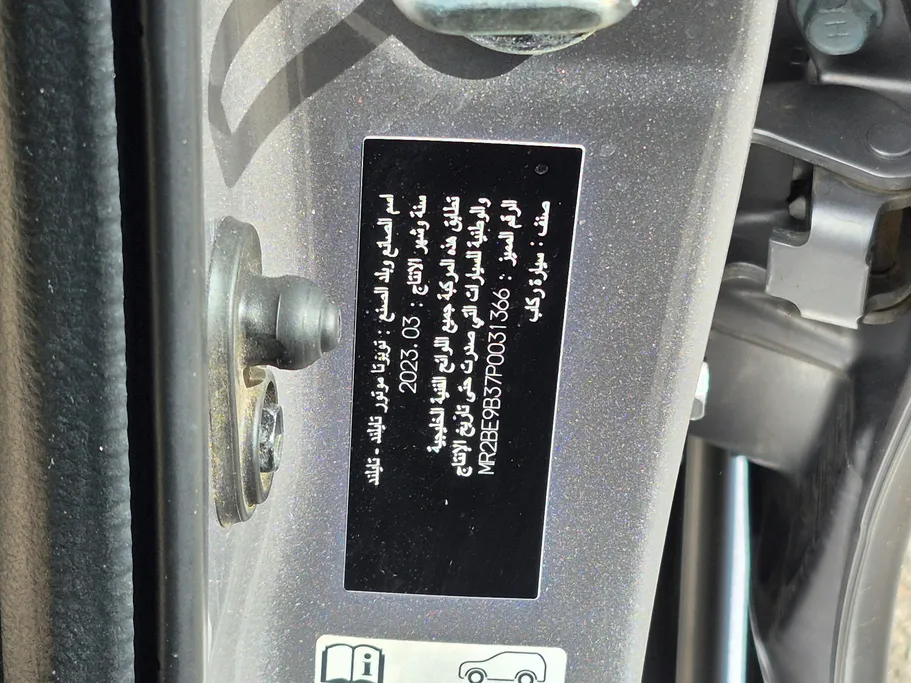 اسم الصانع وبلد الصنع : تويوتا موتور تايلند - تايلند
سنة وشهر الإنتاج : 2023.03
تطابق هذه المركبة جميع اللوائح الفنية الخليجية
والوطنية للسيارات التي صدرت حتى تاريخ الإنتاج
الرقم المميز : MR2BE9B37P0031366
صنف : سيارة ركاب